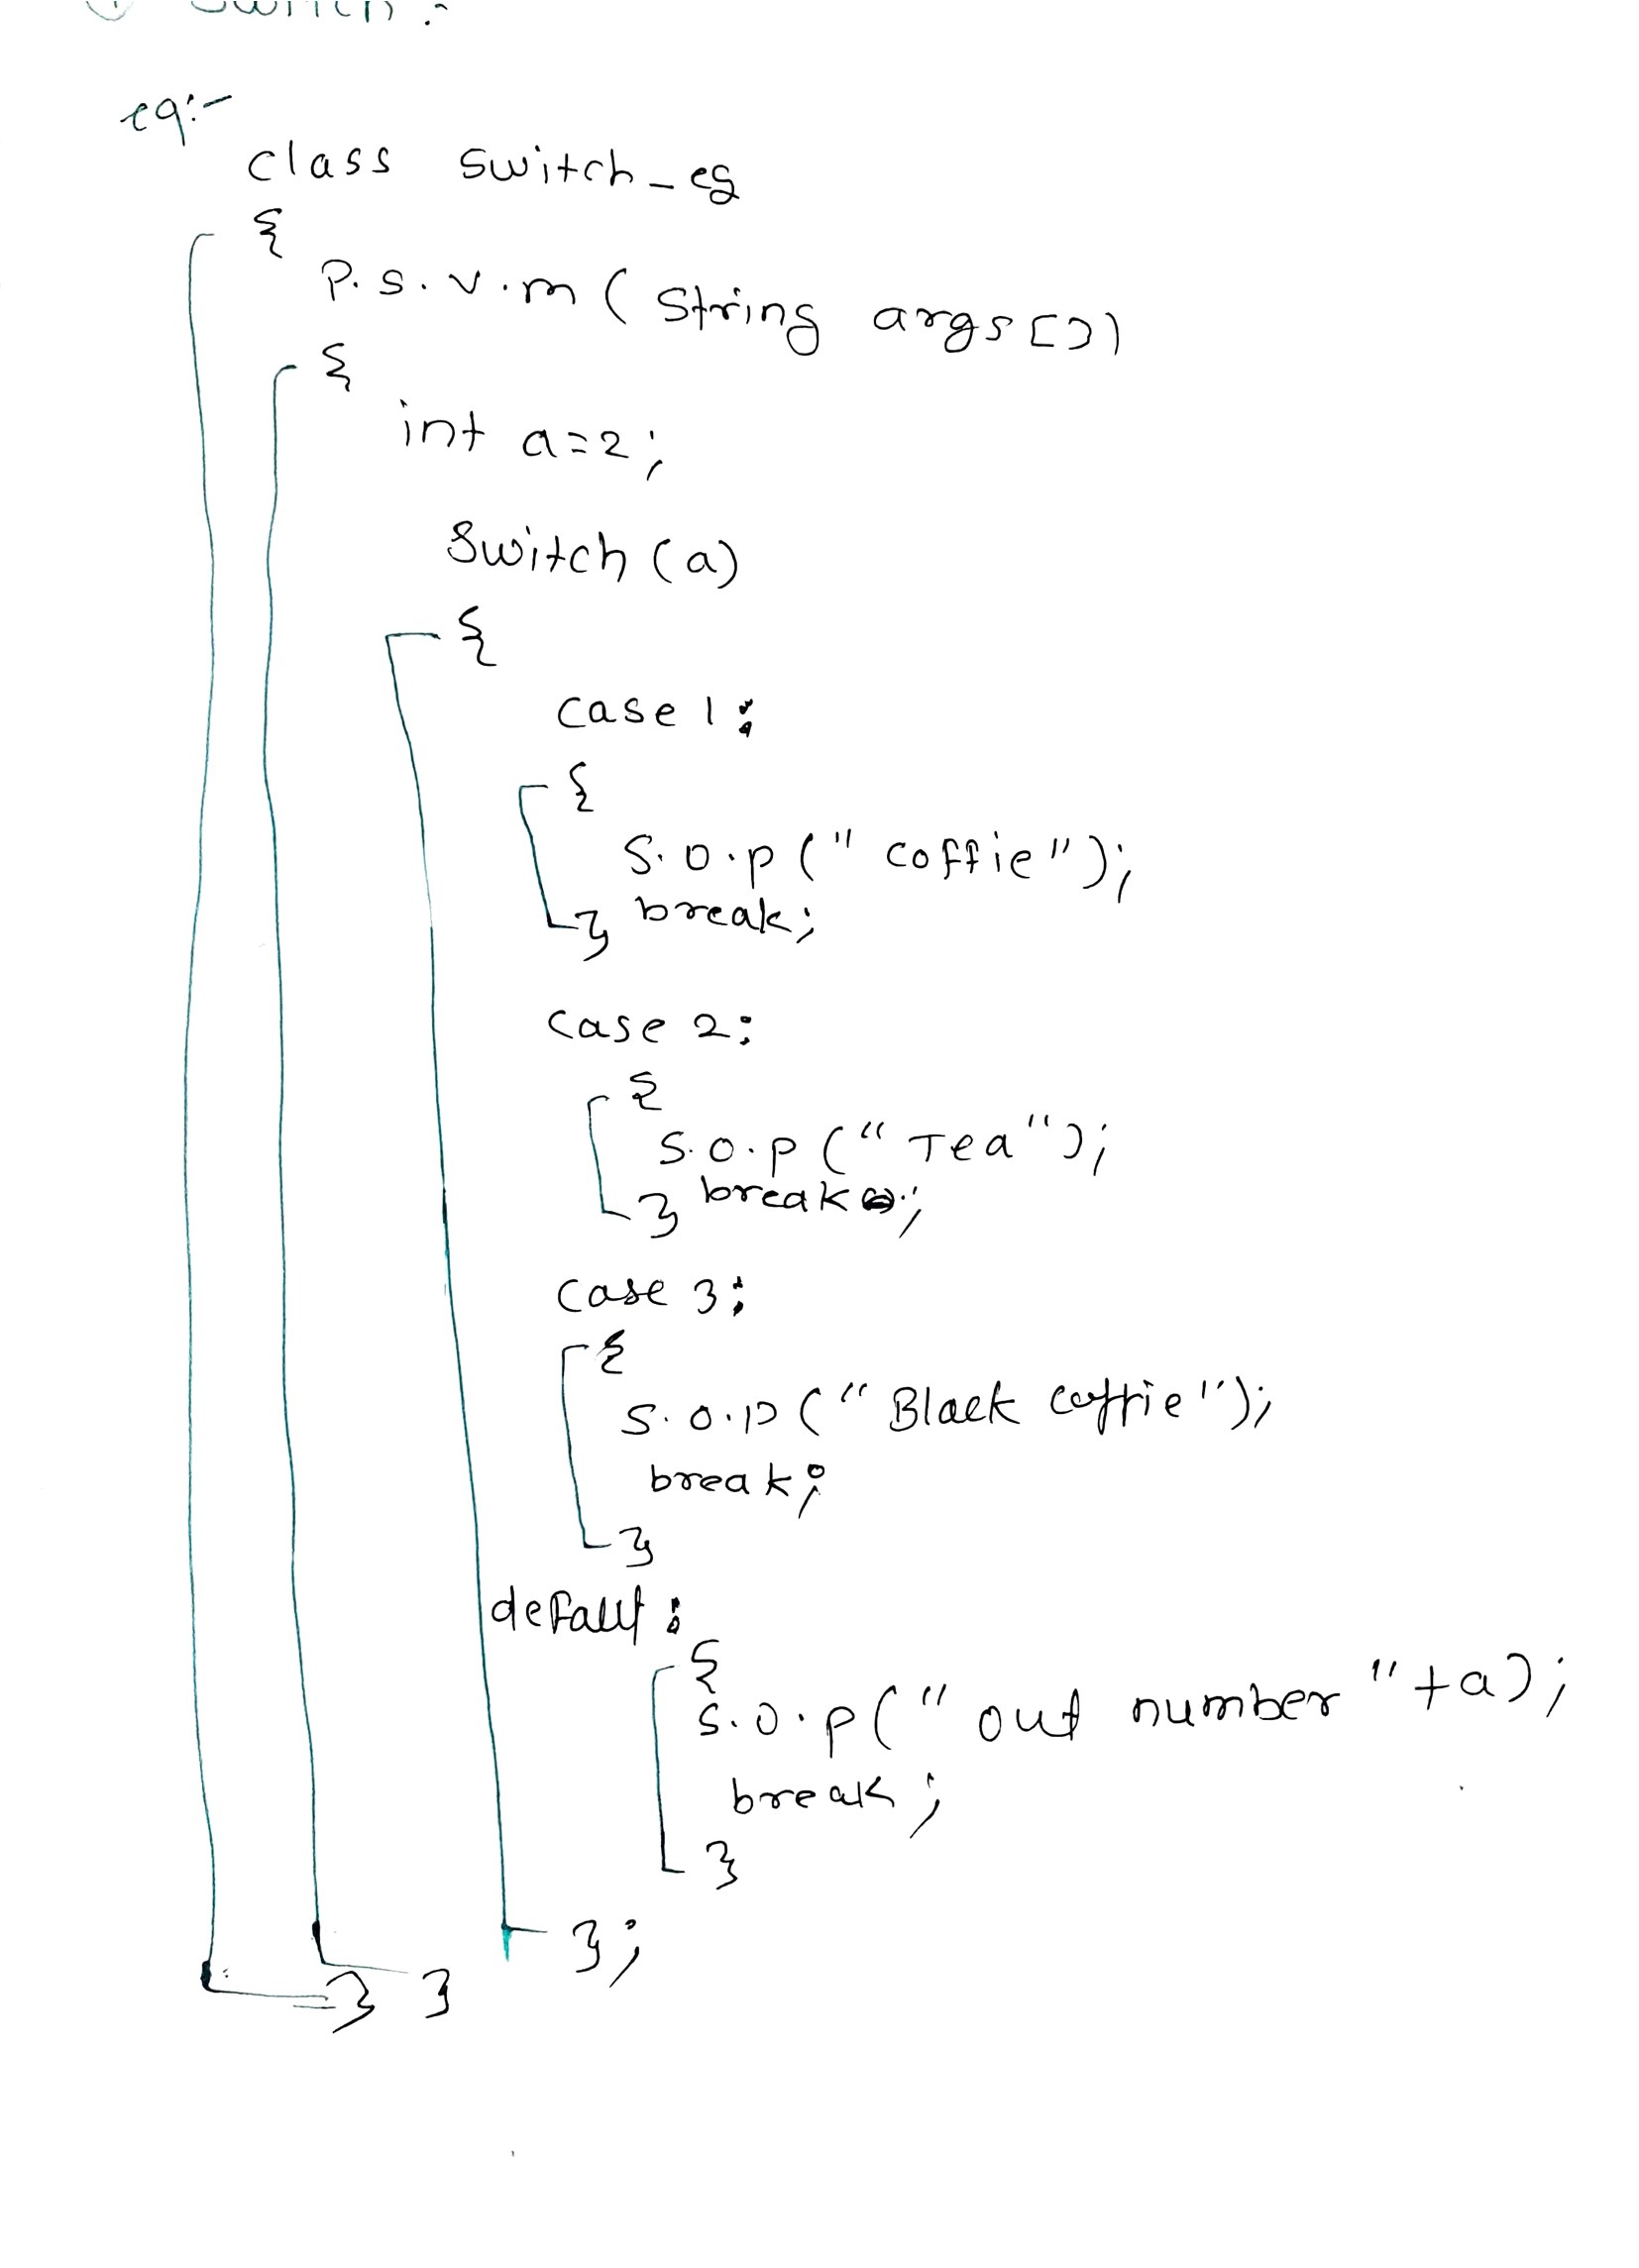 ① Switch :-
eg:-
class switch_eg
{
P.s.v.m ( String args[])
{
int a=2;
Switch (a)
{
case 1:
{
S.o.p (" coffie");
} break;
case 2:
{
S.o.p (" Tea");
} break;
case 3:
{
S.o.p (" Black coffie");
break;
}
default:
{
S.o.p (" out number "+a);
break;
}
};
} }